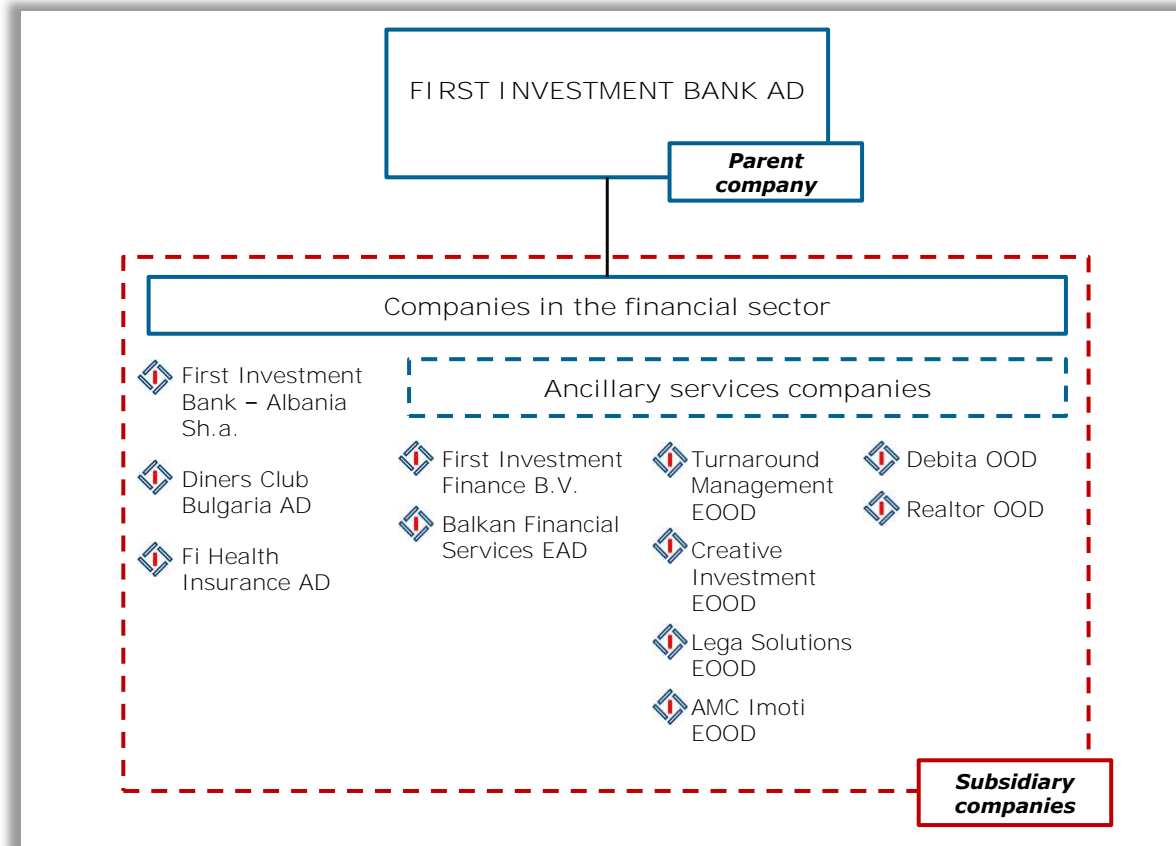 FIRST INVESTMENT BANK AD
Parent
company
Companies in the financial sector
First Investment
Bank – Albania
Sh.a.
Diners Club
Bulgaria AD
Fi Health
Insurance AD
Ancillary services companies
First Investment
Finance B.V.
Balkan Financial
Services EAD
Turnaround
Management
EOOD
Creative
Investment
EOOD
Lega Solutions
EOOD
AMC Imoti
EOOD
Debita OOD
Realtor OOD
Subsidiary
companies